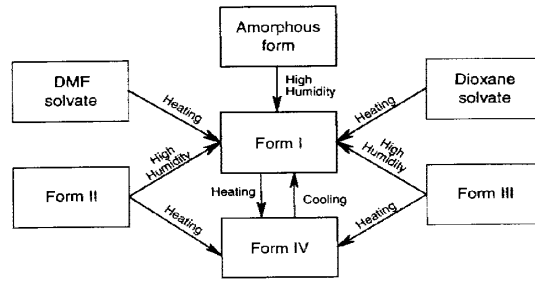 Amorphous
form
DMF
solvate
High
Humidity
Dioxane
solvate
Heating
Heating
Form I
High
Humidity
High
Humidity
Form II
Heating
Cooling
Form III
Heating
Heating
Form IV